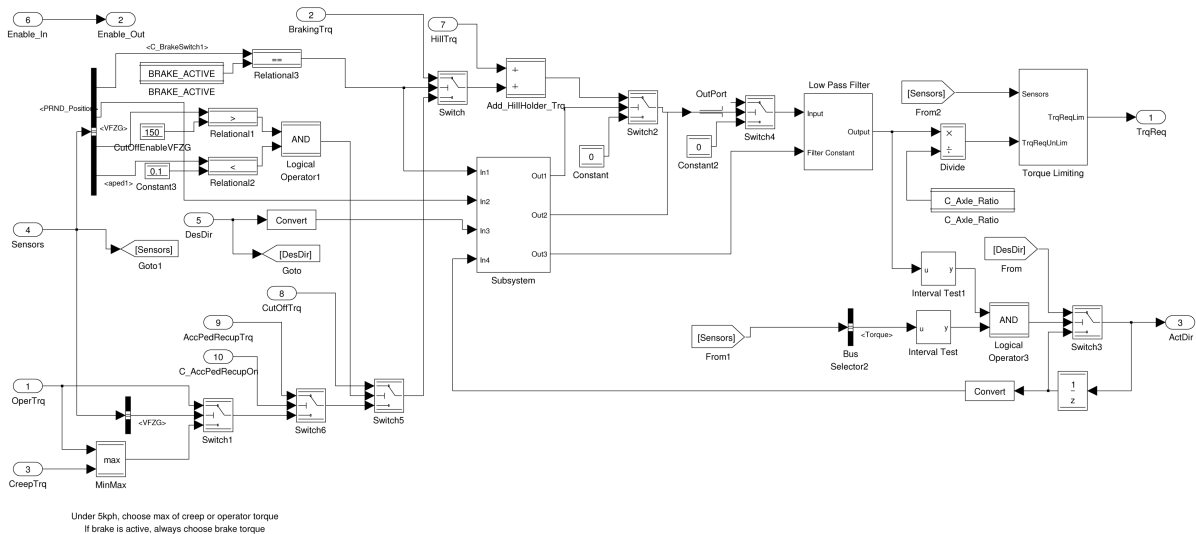 6
Enable_In
2
Enable_Out
2
BrakingTrq
7
HillTrq
<C_BrakeSwitch1>
BRAKE_ACTIVE
BRAKE_ACTIVE
==
Relational3
Switch
+
+
Add_HillHolder_Trq
<PRND_Position>
<VFZG>
150
CutOffEnableVFZG
>
Relational1
<aped1>
0.1
Constant3
<
Relational2
AND
Logical
Operator1
0
Constant
Switch2
OutPort
0
Constant2
Switch4
Low Pass Filter
Input
Filter Constant
Output
[Sensors]
From2
×
÷
Divide
C_Axle_Ratio
C_Axle_Ratio
Sensors
TrqReqUnLim
TrqReqLim
Torque Limiting
1
TrqReq
In1
In2
In3
In4
Out1
Out2
Out3
Subsystem
4
Sensors
[Sensors]
Goto1
5
DesDir
Convert
[DesDir]
Goto
8
CutOffTrq
9
AccPedRecupTrq
10
C_AccPedRecupOn
1
OperTrq
<VFZG>
Switch1
Switch6
Switch5
3
CreepTrq
max
MinMax
[Sensors]
From1
Bus
Selector2
<Torque>
u
y
Interval Test
u
y
Interval Test1
AND
Logical
Operator3
[DesDir]
From
Switch3
3
ActDir
1
z
Convert
Under 5kph, choose max of creep or operator torque
If brake is active, always choose brake torque